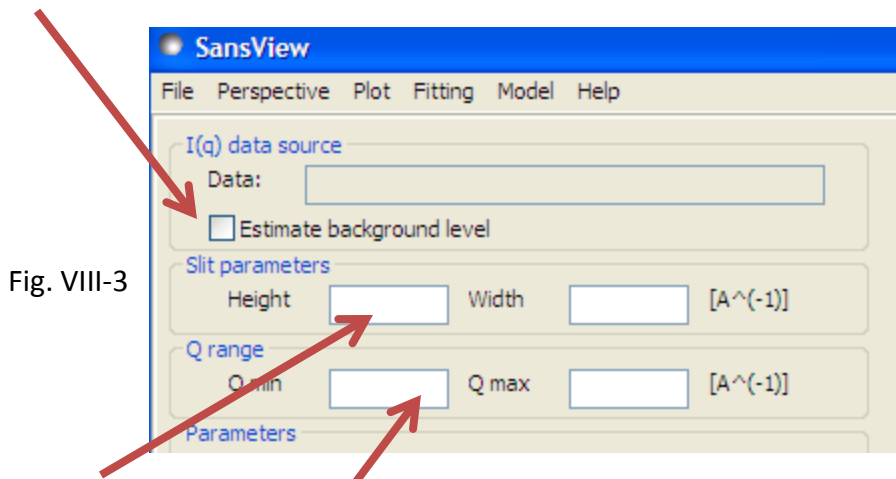 SansView
File Perspective Plot Fitting Model Help
I(q) data source
Data:
Estimate background level
Slit parameters
Height Width [A^(-1)]
Fig. VIII-3
Q range
Q min Q max [A^(-1)]
Parameters